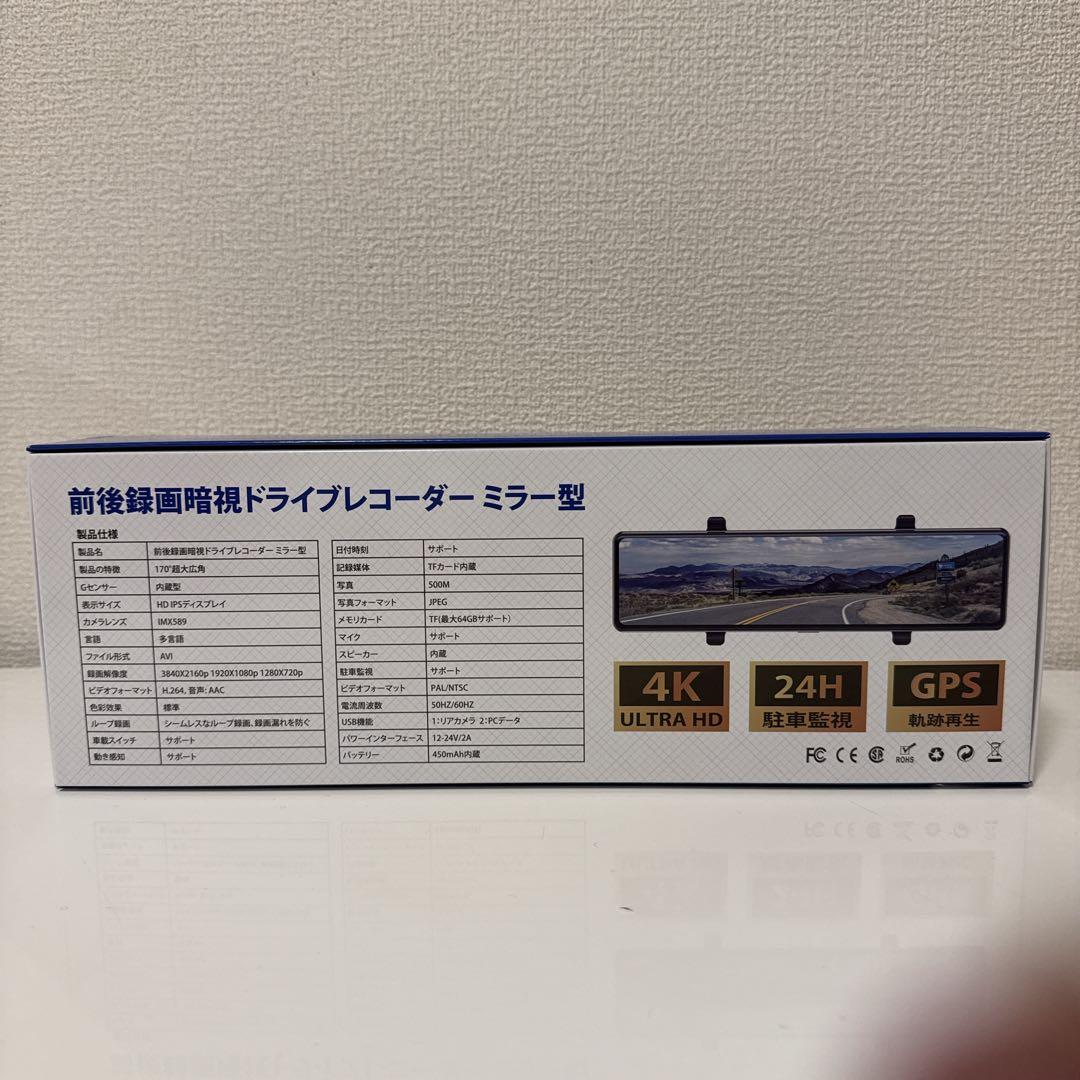 前後録画暗視ドライブレコーダー ミラー型
製品仕様
製品名 前後録画暗視ドライブレコーダー ミラー型
製品の特徴 170°超大広角
Gセンサー 内蔵型
表示サイズ HD IPSディスプレイ
カメラレンズ IMX589
言語 多言語
ファイル形式 AVI
録画解像度 3840X2160p 1920X1080p 1280X720p
ビデオフォーマット H.264, 音声: AAC
色彩効果 標準
ループ録画 シームレスなループ録画、録画漏れを防ぐ
車載スイッチ サポート
動き感知 サポート
日付時刻 サポート
記録媒体 TFカード内蔵
写真 500M
写真フォーマット JPEG
メモリカード TF(最大64GBサポート)
マイク サポート
スピーカー 内蔵
駐車監視 サポート
ビデオフォーマット PAL/NTSC
電流周波数 50HZ/60HZ
USB機能 1:リアカメラ 2:PCデータ
パワーインターフェース 12-24V/2A
バッテリー 450mAh内蔵
4K
ULTRA HD
24H
駐車監視
GPS
軌跡再生
FC CE SA ROHS